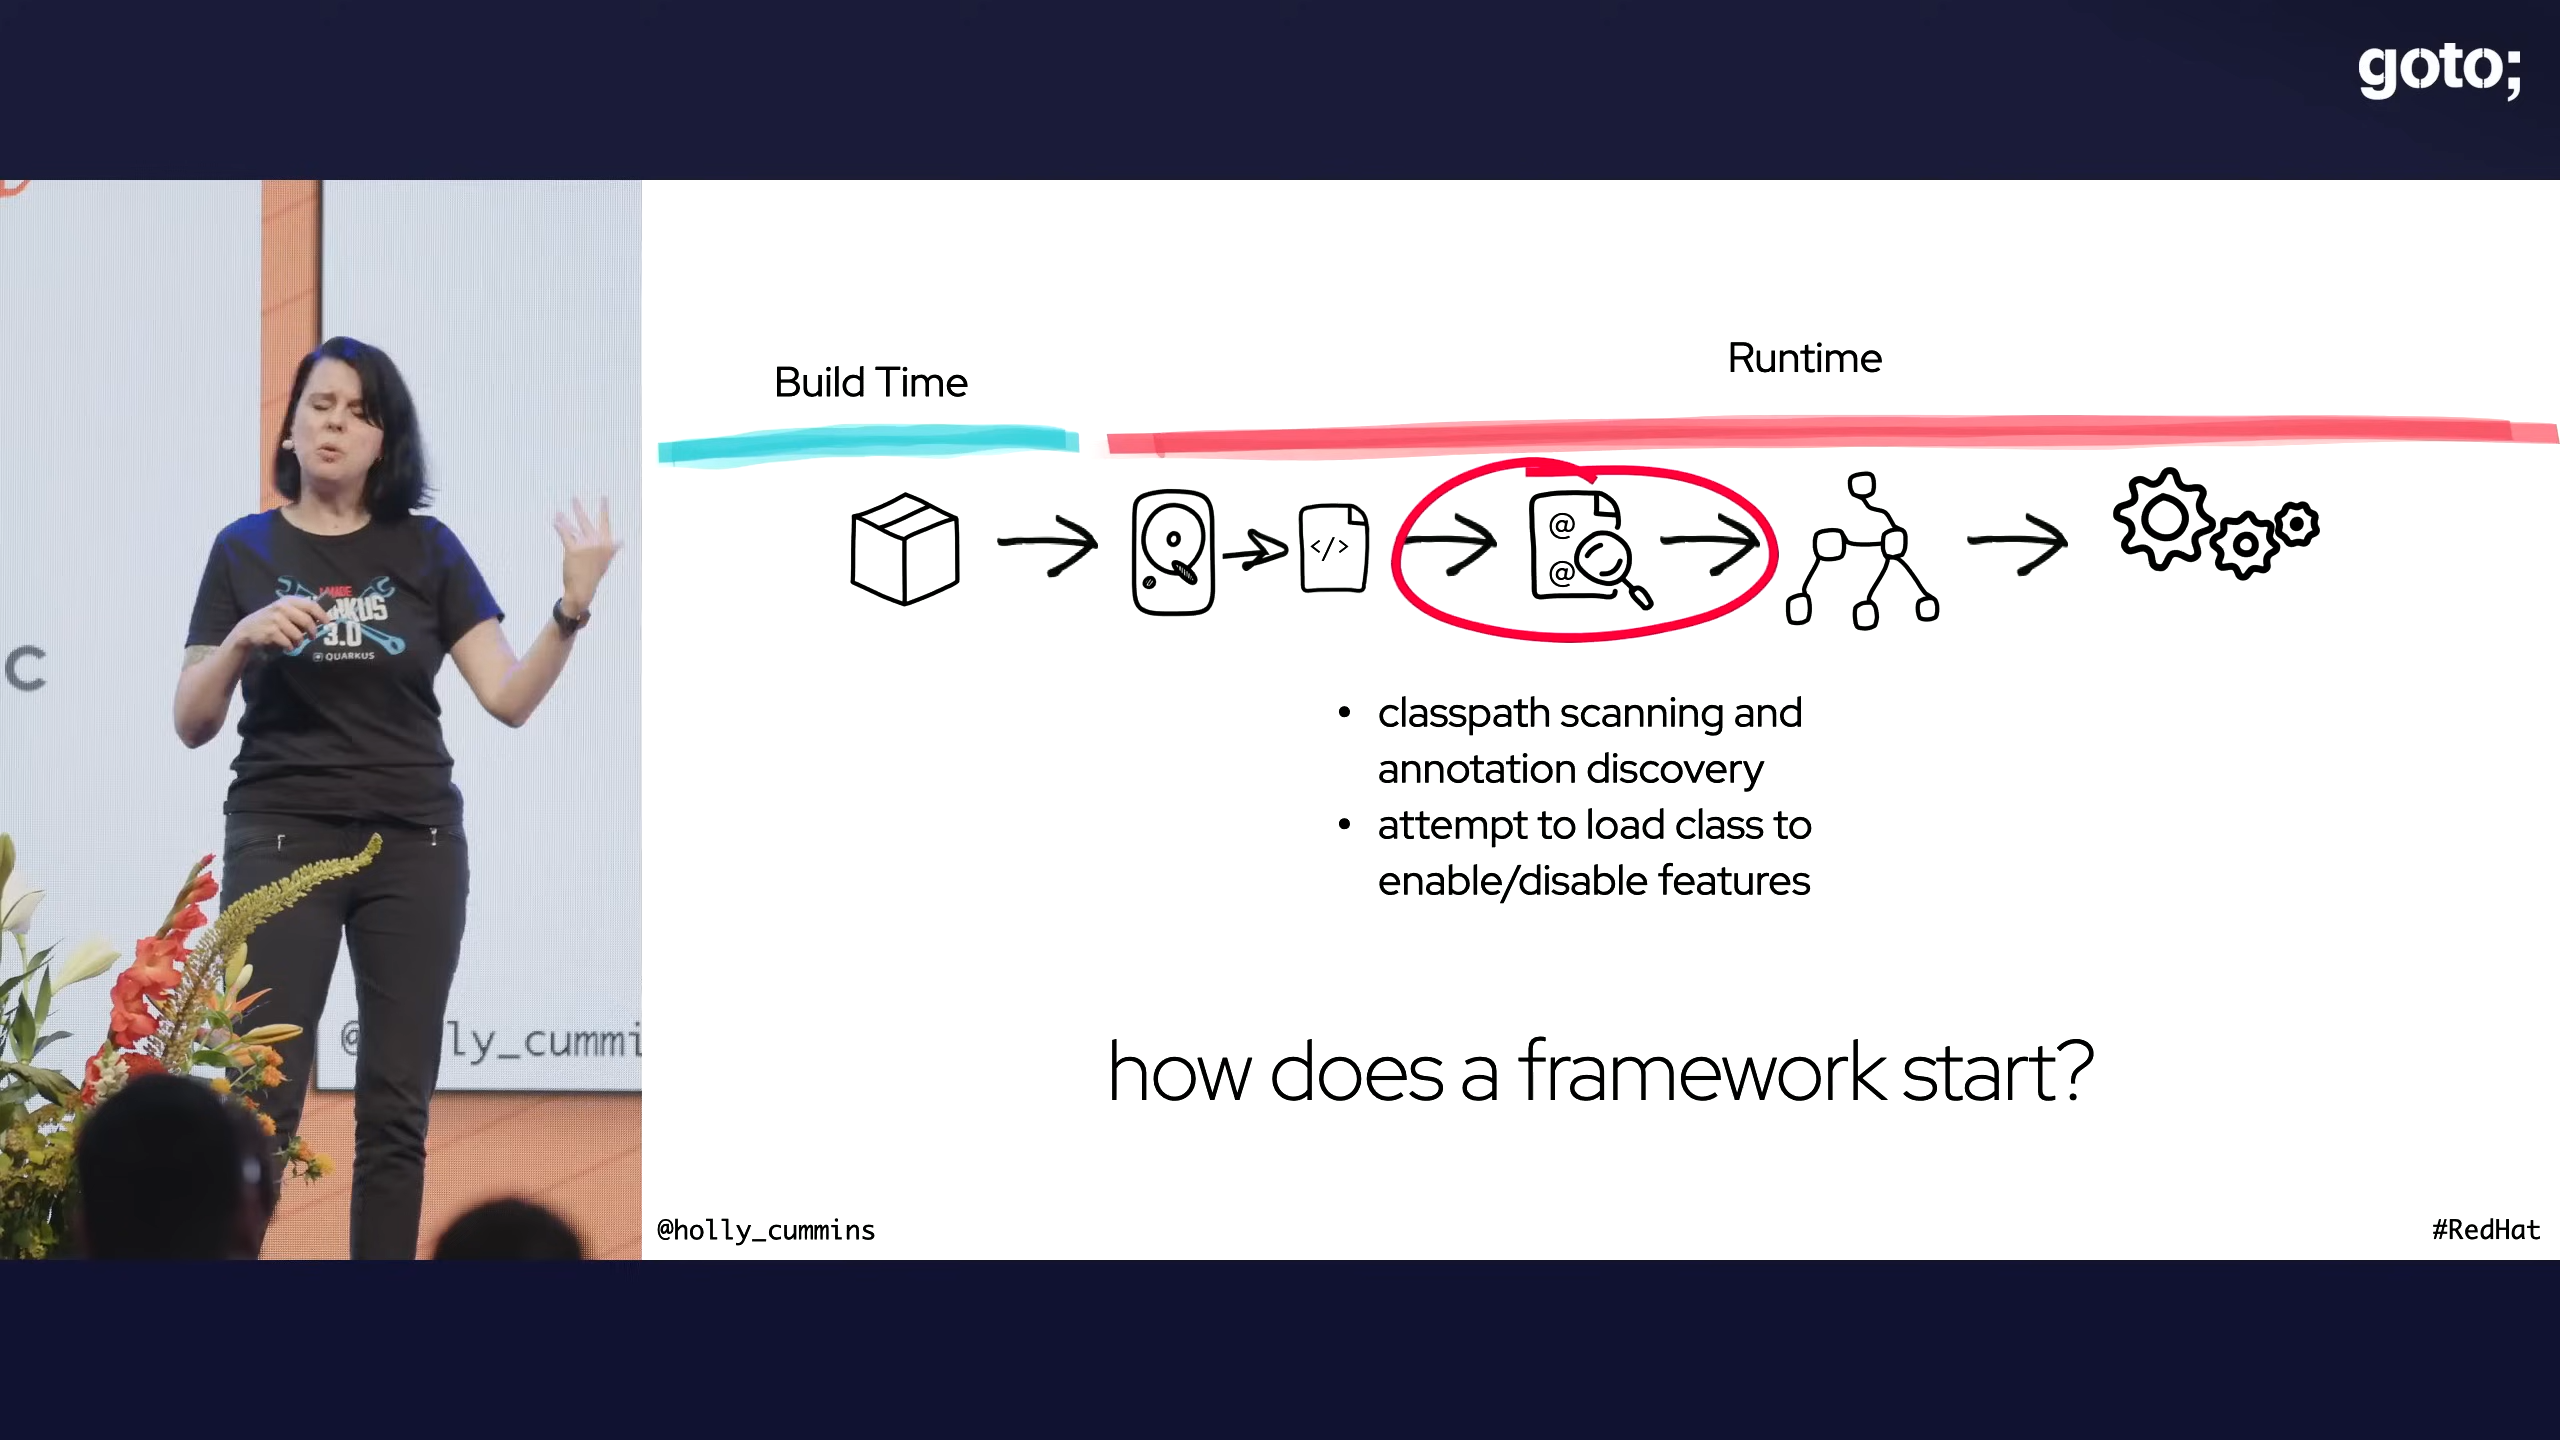 goto;
Build Time
Runtime
</>
@
@
• classpath scanning and
annotation discovery
• attempt to load class to
enable/disable features
how does a framework start?
@holly_cummins
#RedHat
I MADE
3.0
QUARKUS
C
ly_cummi